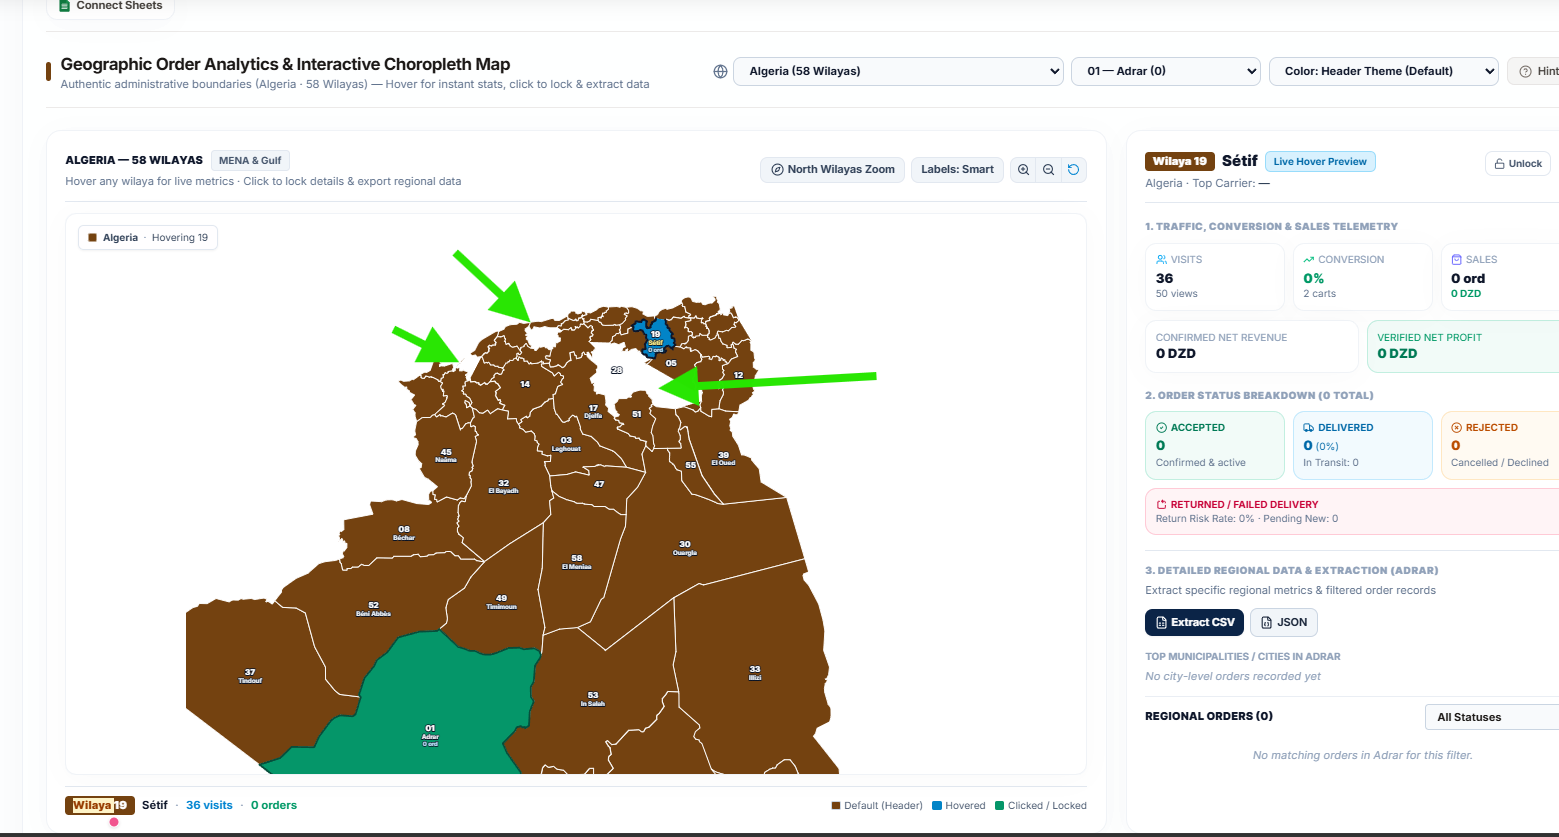 Connect Sheets
Geographic Order Analytics & Interactive Choropleth Map
Authentic administrative boundaries (Algeria · 58 Wilayas) — Hover for instant stats, click to lock & extract data
Algeria (58 Wilayas)
01 — Adrar (0)
Color: Header Theme (Default)
Hint
ALGERIA — 58 WILAYAS
MENA & Gulf
Hover any wilaya for live metrics · Click to lock details & export regional data
North Wilayas Zoom
Labels: Smart
Algeria · Hovering 19
19
Sétif
0 ord
28
05
12
14
17
Djelfa
51
03
Laghouat
45
Naâma
55
39
El Oued
32
El Bayadh
47
08
Béchar
30
Ouargla
58
El Meniaa
52
Béni Abbès
49
Timimoun
37
Tindouf
33
Illizi
53
In Salah
01
Adrar
0 ord
Wilaya 19 Sétif · 36 visits · 0 orders
Default (Header)
Hovered
Clicked / Locked
Wilaya 19 Sétif Live Hover Preview
Unlock
Algeria · Top Carrier: —
1. TRAFFIC, CONVERSION & SALES TELEMETRY
VISITS
36
50 views
CONVERSION
0%
2 carts
SALES
0 ord
0 DZD
CONFIRMED NET REVENUE
0 DZD
VERIFIED NET PROFIT
0 DZD
2. ORDER STATUS BREAKDOWN (0 TOTAL)
ACCEPTED
0
Confirmed & active
DELIVERED
0 (0%)
In Transit: 0
REJECTED
0
Cancelled / Declined
RETURNED / FAILED DELIVERY
Return Risk Rate: 0% · Pending New: 0
3. DETAILED REGIONAL DATA & EXTRACTION (ADRAR)
Extract specific regional metrics & filtered order records
Extract CSV
JSON
TOP MUNICIPALITIES / CITIES IN ADRAR
No city-level orders recorded yet
REGIONAL ORDERS (0)
All Statuses
No matching orders in Adrar for this filter.